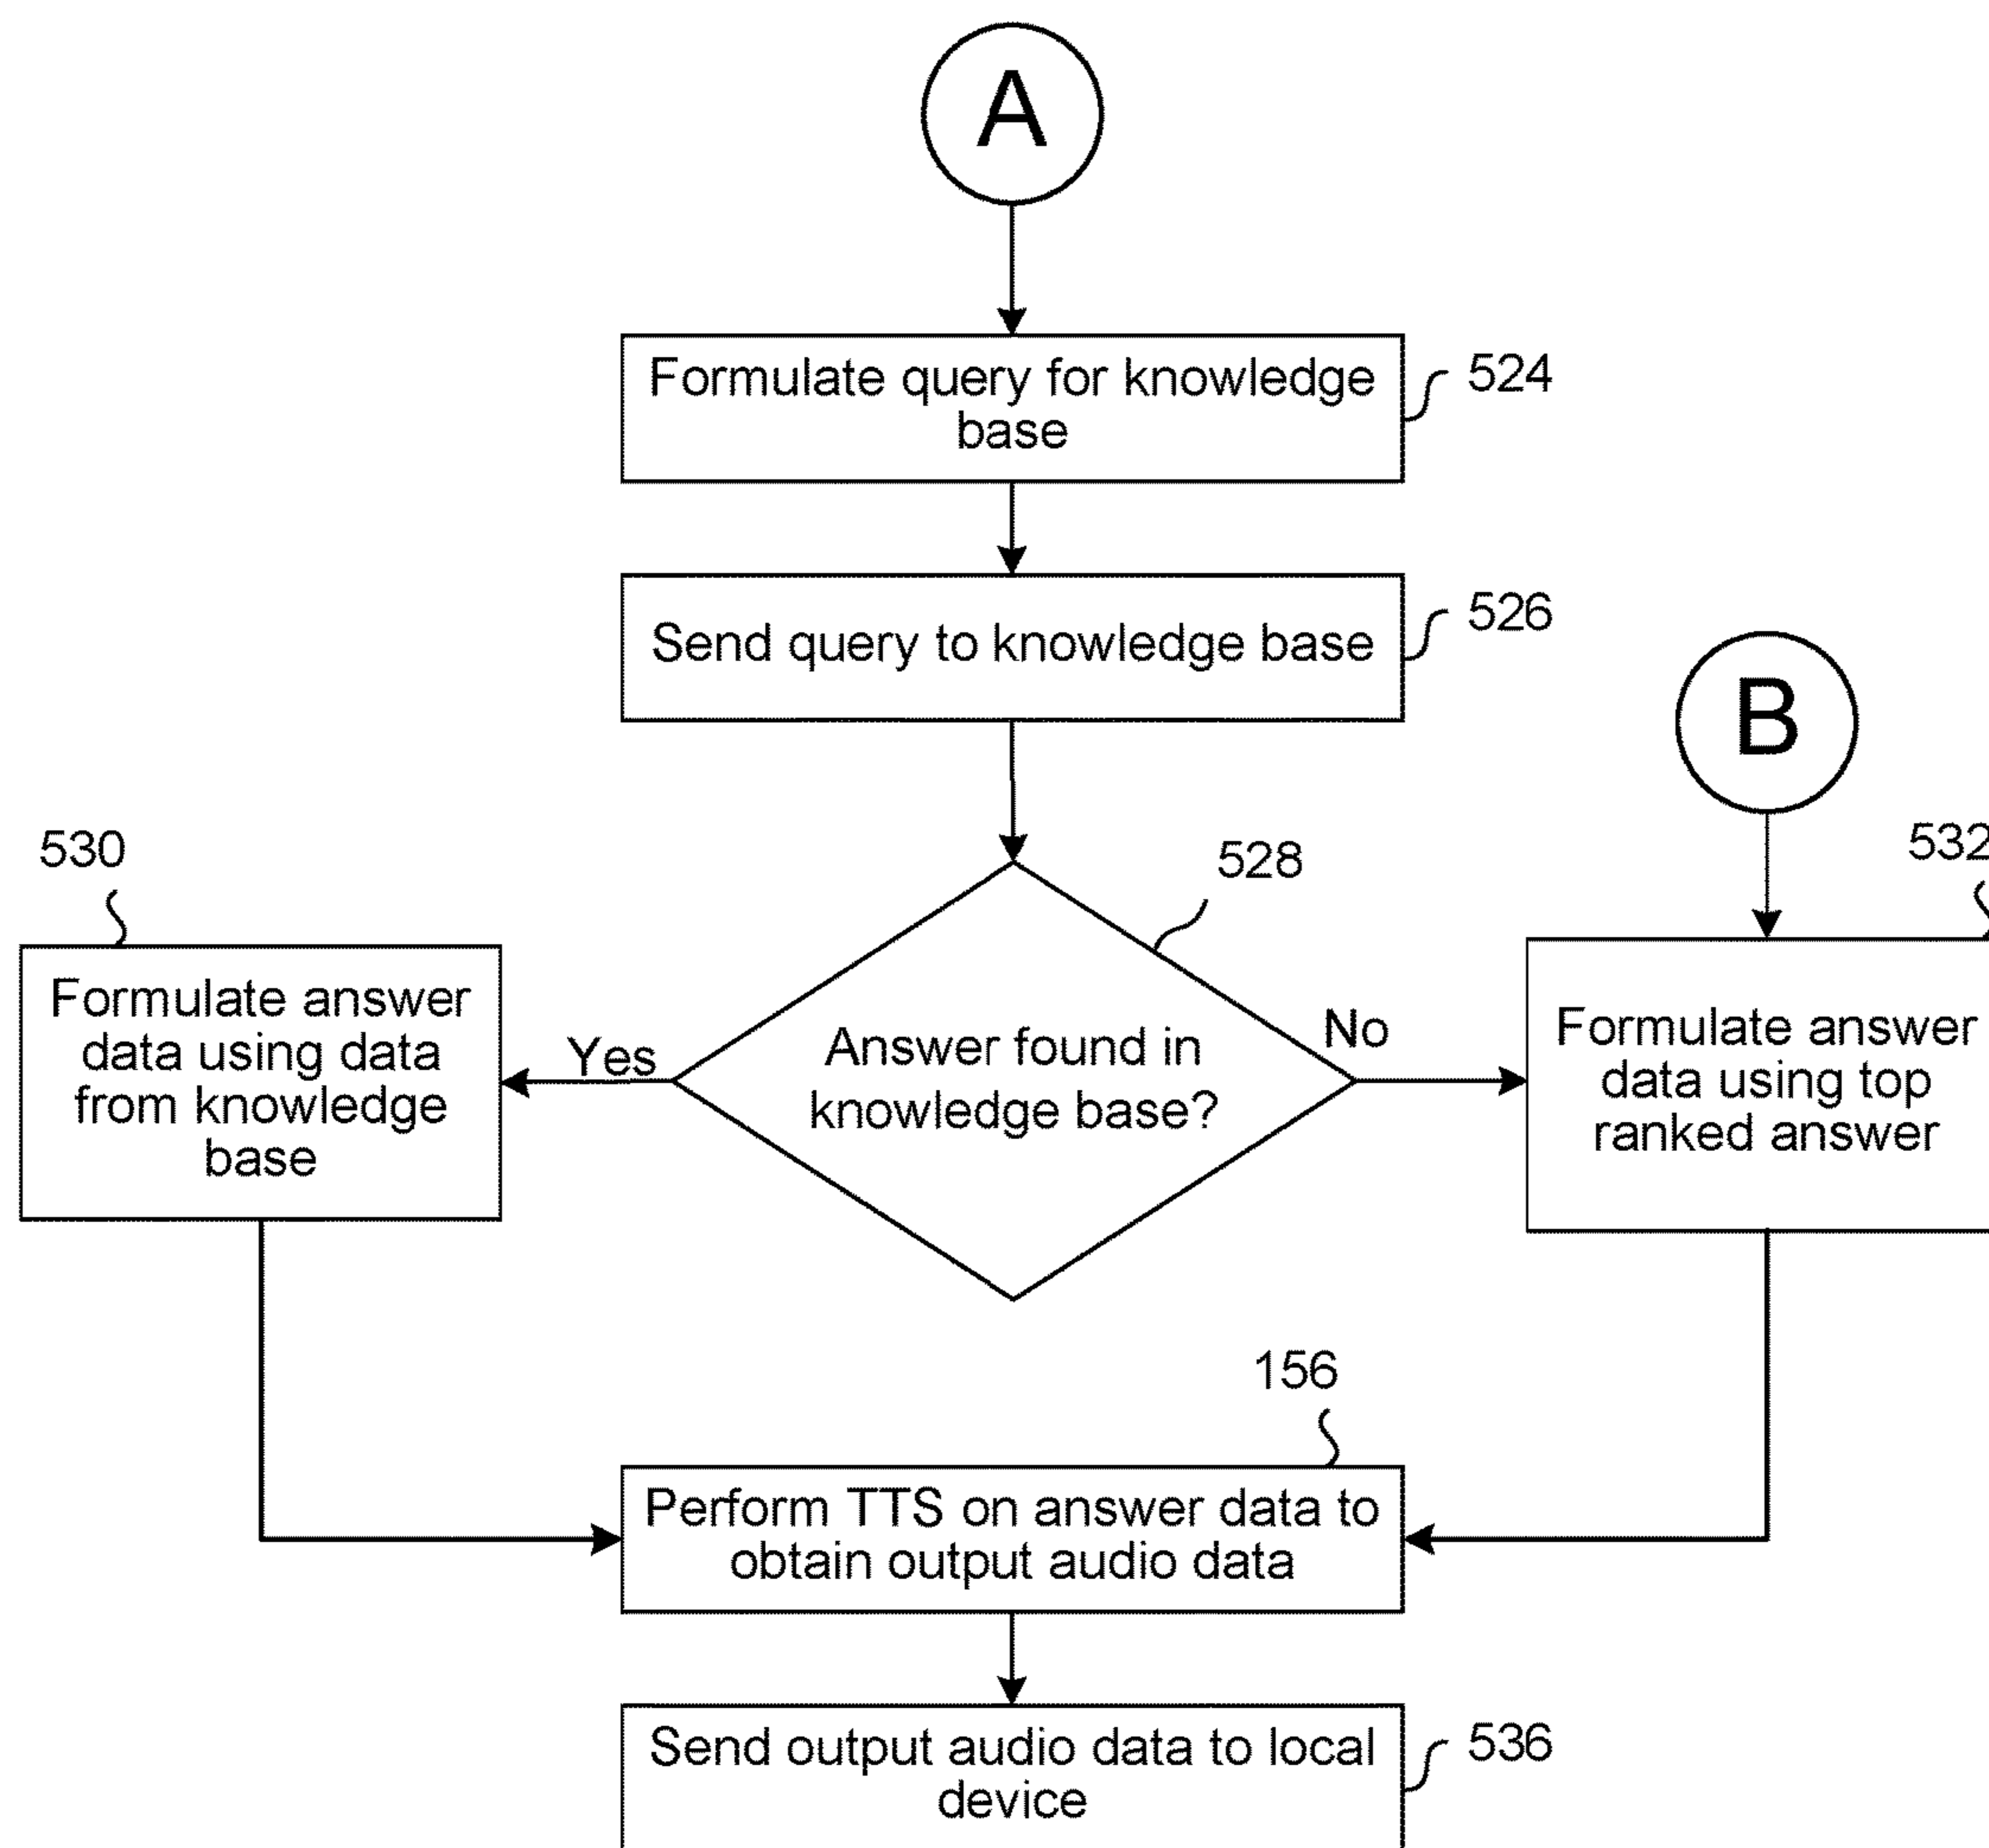 A
Formulate query for knowledge
base
524
Send query to knowledge base
526
B
530
528
532
Formulate answer
data using data
from knowledge
base
Yes
Answer found in
knowledge base?
No
Formulate answer
data using top
ranked answer
156
Perform TTS on answer data to
obtain output audio data
Send output audio data to local
device
536